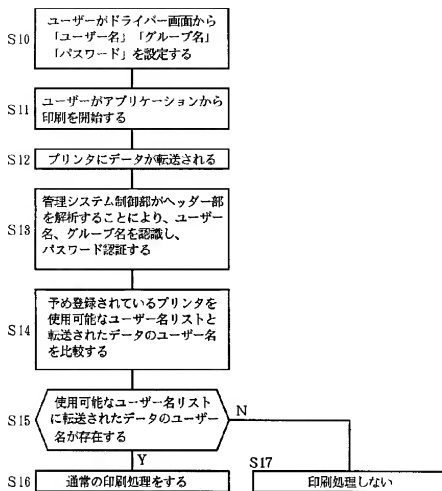 S10
ユーザーがドライバー画面から
「ユーザー名」「グループ名」
「パスワード」を設定する
S11
ユーザーがアプリケーションから
印刷を開始する
S12
プリンタにデータが転送される
S13
管理システム制御部がヘッダー部
を解析することにより、ユーザー
名、グループ名を認識し、
パスワード認証する
S14
予め登録されているプリンタを
使用可能なユーザー名リストと
転送されたデータのユーザー名
を比較する
S15
使用可能なユーザー名リスト
に転送されたデータのユーザー
名が存在する
N
Y
S16
通常の印刷処理をする
S17
印刷処理しない